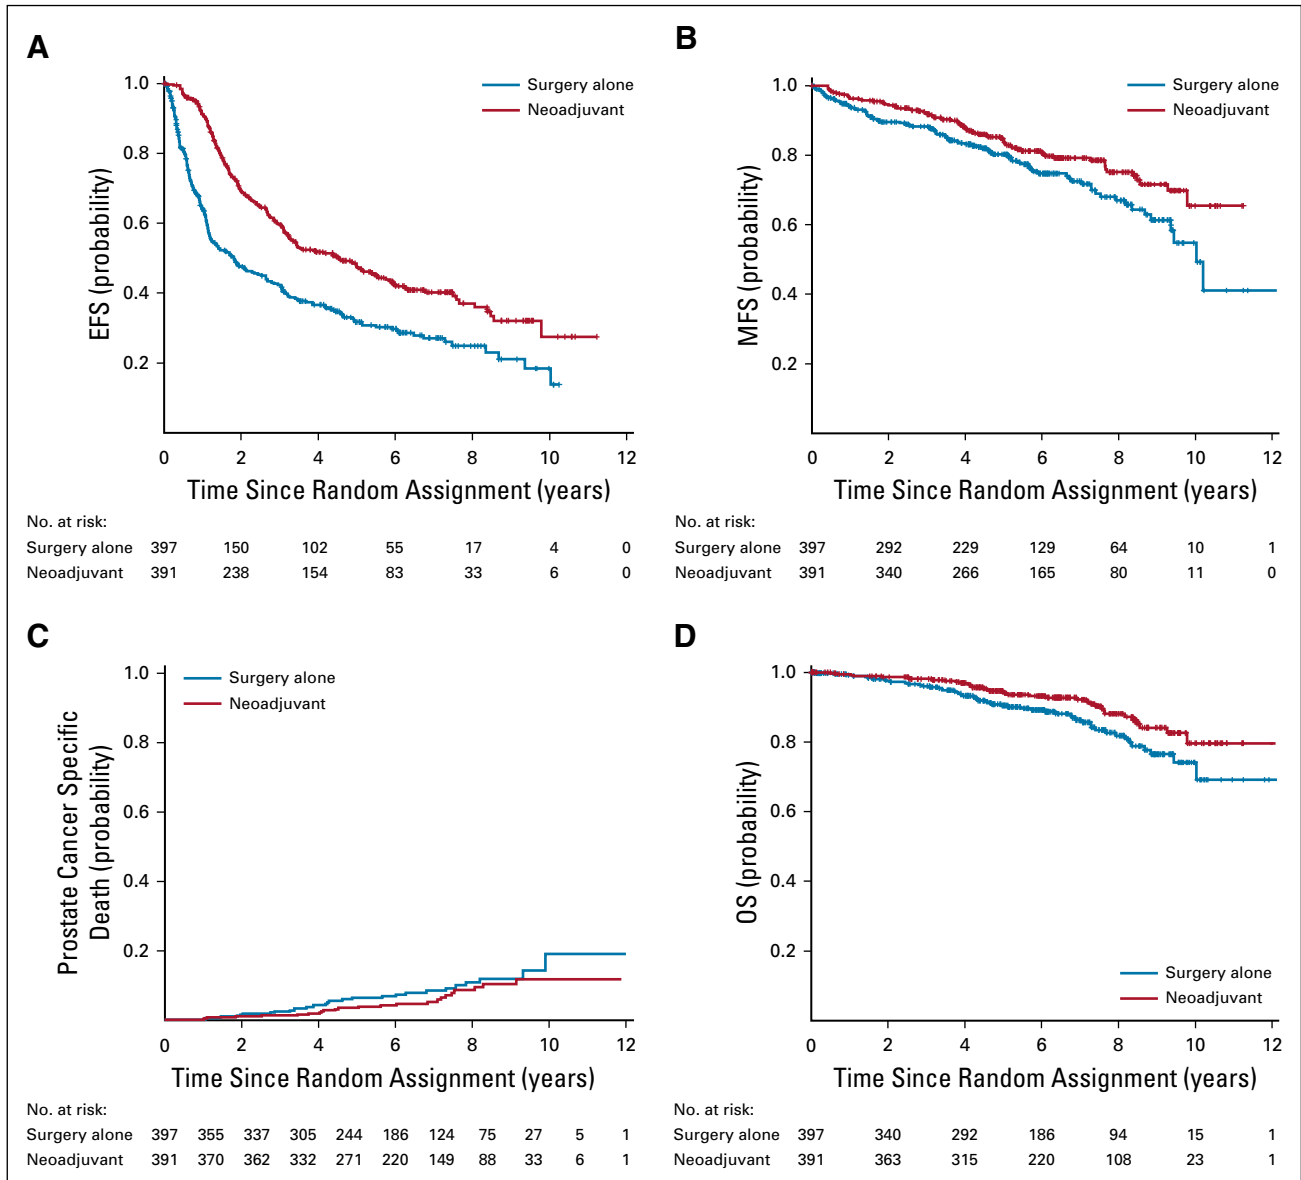 A
1.0
0.8
0.6
0.4
0.2
EFS (probability)
Surgery alone
Neoadjuvant
0 2 4 6 8 10 12
Time Since Random Assignment (years)
No. at risk:
Surgery alone 397 150 102 55 17 4 0
Neoadjuvant 391 238 154 83 33 6 0
B
1.0
0.8
0.6
0.4
0.2
MFS (probability)
Surgery alone
Neoadjuvant
0 2 4 6 8 10 12
Time Since Random Assignment (years)
No. at risk:
Surgery alone 397 292 229 129 64 10 1
Neoadjuvant 391 340 266 165 80 11 0
C
1.0
0.8
0.6
0.4
0.2
Prostate Cancer Specific
Death (probability)
Surgery alone
Neoadjuvant
0 2 4 6 8 10 12
Time Since Random Assignment (years)
No. at risk:
Surgery alone 397 355 337 305 244 186 124 75 27 5 1
Neoadjuvant 391 370 362 332 271 220 149 88 33 6 1
D
1.0
0.8
0.6
0.4
0.2
OS (probability)
Surgery alone
Neoadjuvant
0 2 4 6 8 10 12
Time Since Random Assignment (years)
No. at risk:
Surgery alone 397 340 292 186 94 15 1
Neoadjuvant 391 363 315 220 108 23 1